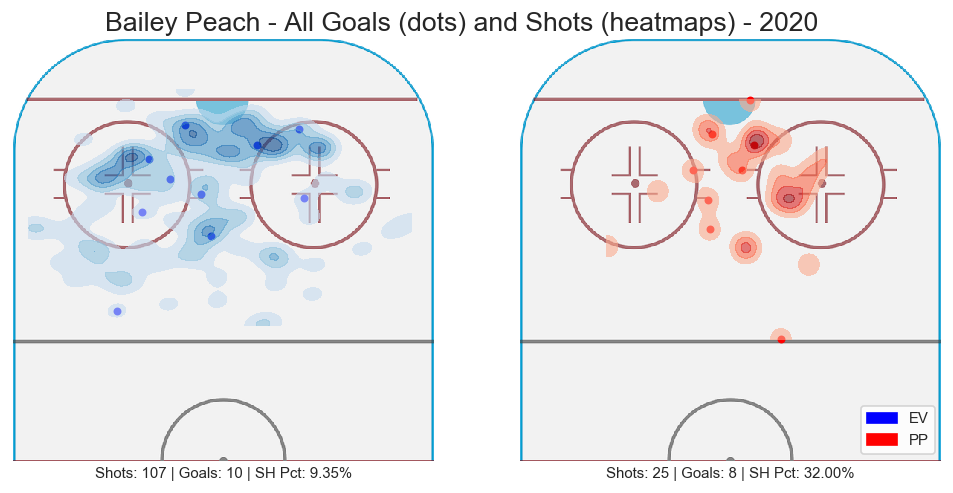 Bailey Peach - All Goals (dots) and Shots (heatmaps) - 2020
EV
PP
Shots: 107 | Goals: 10 | SH Pct: 9.35%
Shots: 25 | Goals: 8 | SH Pct: 32.00%